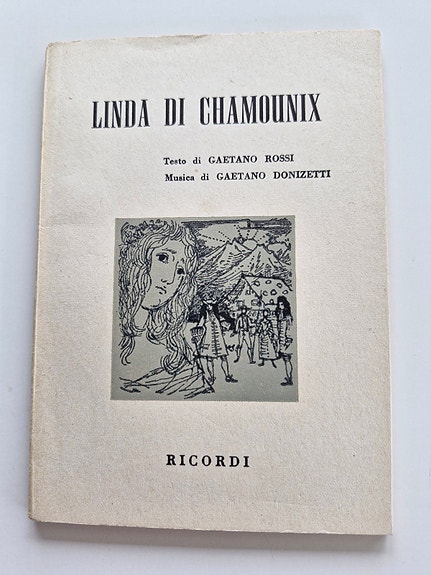 LINDA DI CHAMOUNIX
Testo di GAETANO ROSSI
Musica di GAETANO DONIZETTI
RICORDI